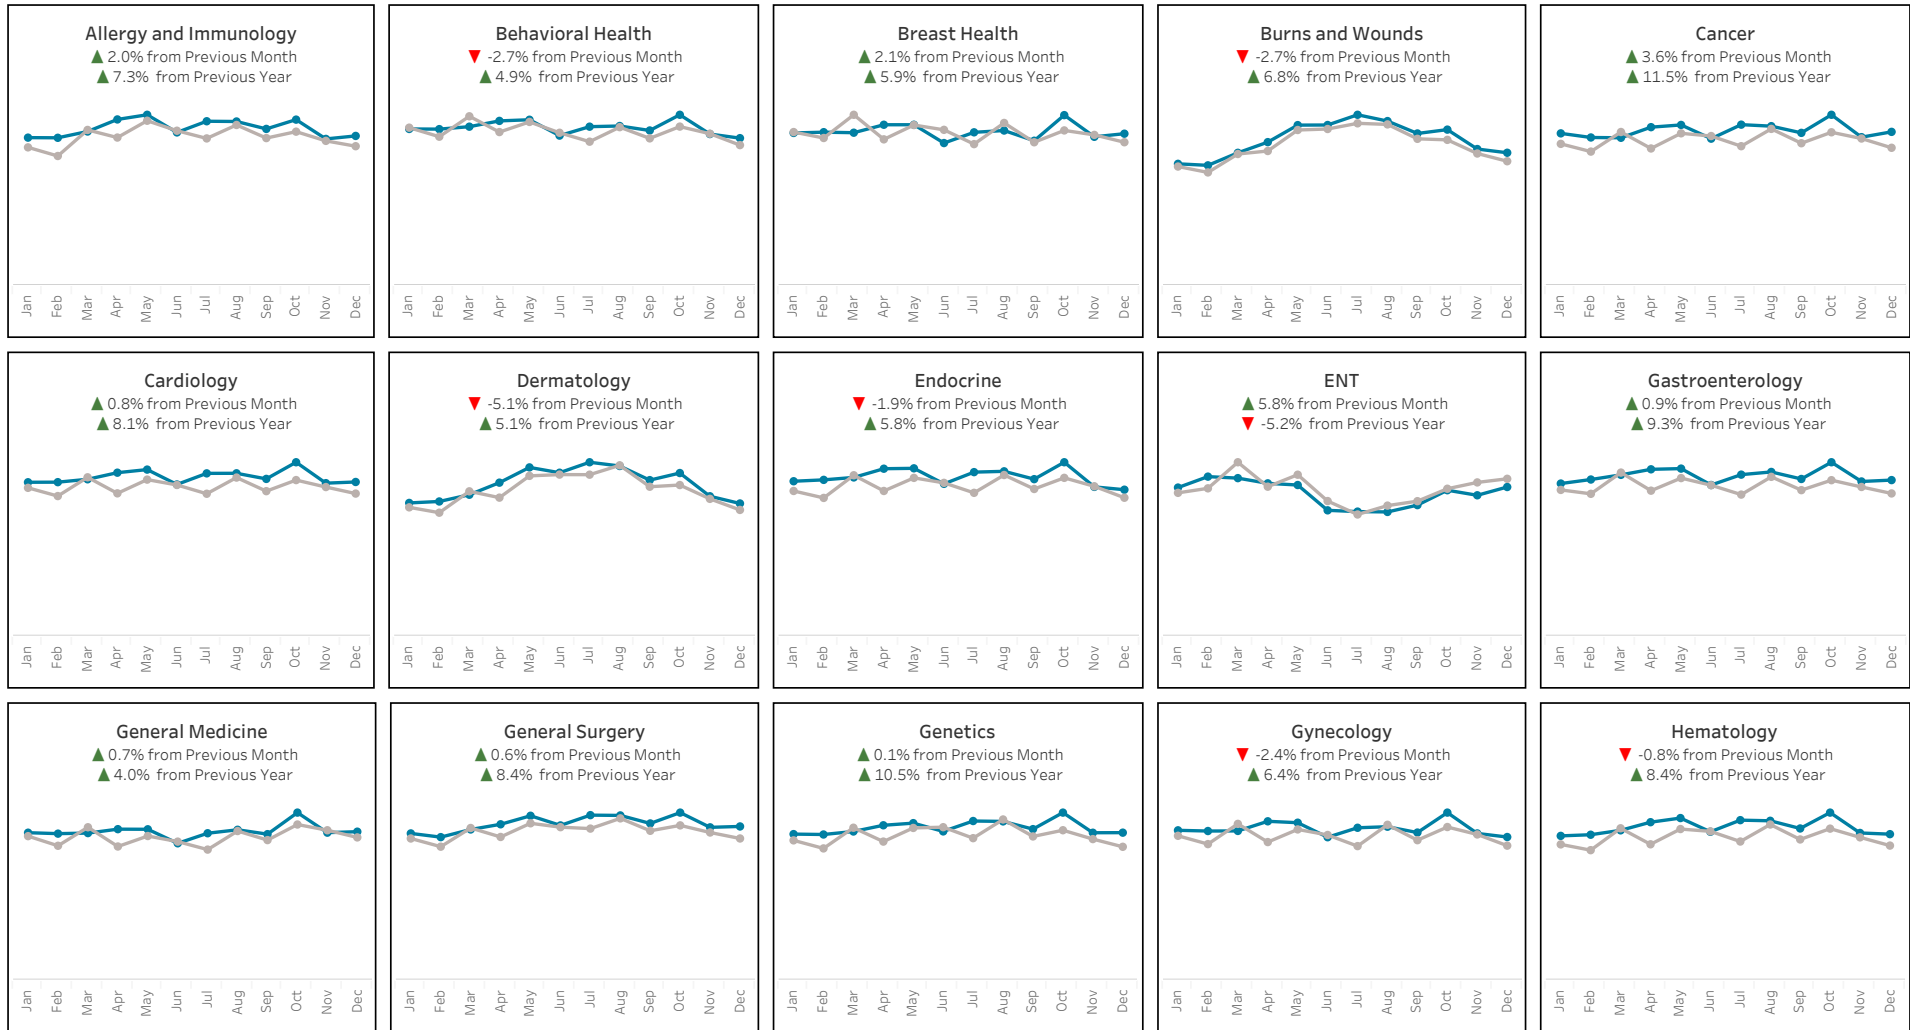 Allergy and Immunology
▲ 2.0% from Previous Month
▲ 7.3% from Previous Year
Jan Feb Mar Apr May Jun Jul Aug Sep Oct Nov Dec
Behavioral Health
▼ -2.7% from Previous Month
▲ 4.9% from Previous Year
Jan Feb Mar Apr May Jun Jul Aug Sep Oct Nov Dec
Breast Health
▲ 2.1% from Previous Month
▲ 5.9% from Previous Year
Jan Feb Mar Apr May Jun Jul Aug Sep Oct Nov Dec
Burns and Wounds
▼ -2.7% from Previous Month
▲ 6.8% from Previous Year
Jan Feb Mar Apr May Jun Jul Aug Sep Oct Nov Dec
Cancer
▲ 3.6% from Previous Month
▲ 11.5% from Previous Year
Jan Feb Mar Apr May Jun Jul Aug Sep Oct Nov Dec
Cardiology
▲ 0.8% from Previous Month
▲ 8.1% from Previous Year
Jan Feb Mar Apr May Jun Jul Aug Sep Oct Nov Dec
Dermatology
▼ -5.1% from Previous Month
▲ 5.1% from Previous Year
Jan Feb Mar Apr May Jun Jul Aug Sep Oct Nov Dec
Endocrine
▼ -1.9% from Previous Month
▲ 5.8% from Previous Year
Jan Feb Mar Apr May Jun Jul Aug Sep Oct Nov Dec
ENT
▲ 5.8% from Previous Month
▼ -5.2% from Previous Year
Jan Feb Mar Apr May Jun Jul Aug Sep Oct Nov Dec
Gastroenterology
▲ 0.9% from Previous Month
▲ 9.3% from Previous Year
Jan Feb Mar Apr May Jun Jul Aug Sep Oct Nov Dec
General Medicine
▲ 0.7% from Previous Month
▲ 4.0% from Previous Year
Jan Feb Mar Apr May Jun Jul Aug Sep Oct Nov Dec
General Surgery
▲ 0.6% from Previous Month
▲ 8.4% from Previous Year
Jan Feb Mar Apr May Jun Jul Aug Sep Oct Nov Dec
Genetics
▲ 0.1% from Previous Month
▲ 10.5% from Previous Year
Jan Feb Mar Apr May Jun Jul Aug Sep Oct Nov Dec
Gynecology
▼ -2.4% from Previous Month
▲ 6.4% from Previous Year
Jan Feb Mar Apr May Jun Jul Aug Sep Oct Nov Dec
Hematology
▼ -0.8% from Previous Month
▲ 8.4% from Previous Year
Jan Feb Mar Apr May Jun Jul Aug Sep Oct Nov Dec